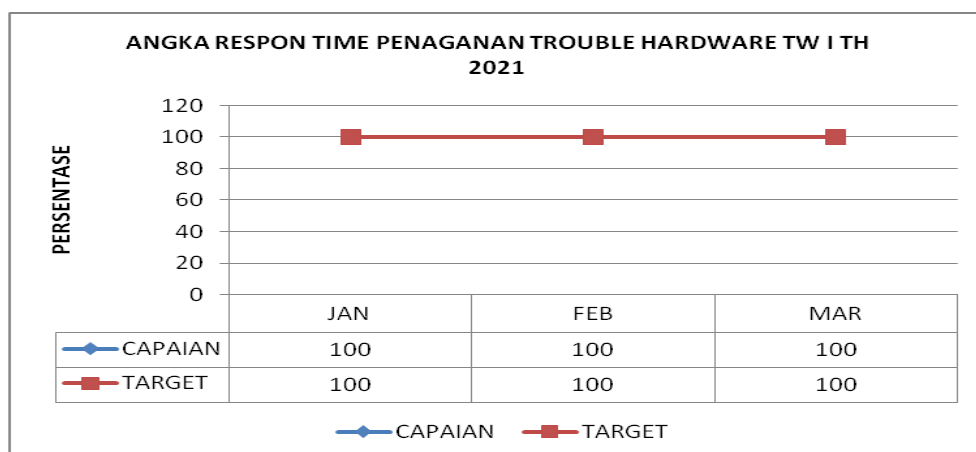 ANGKA RESPON TIME PENAGANAN TROUBLE HARDWARE TW I TH
2021
PERSENTASE
120
100
80
60
40
20
0
JAN FEB MAR
CAPAIAN 100 100 100
TARGET 100 100 100
CAPAIAN TARGET